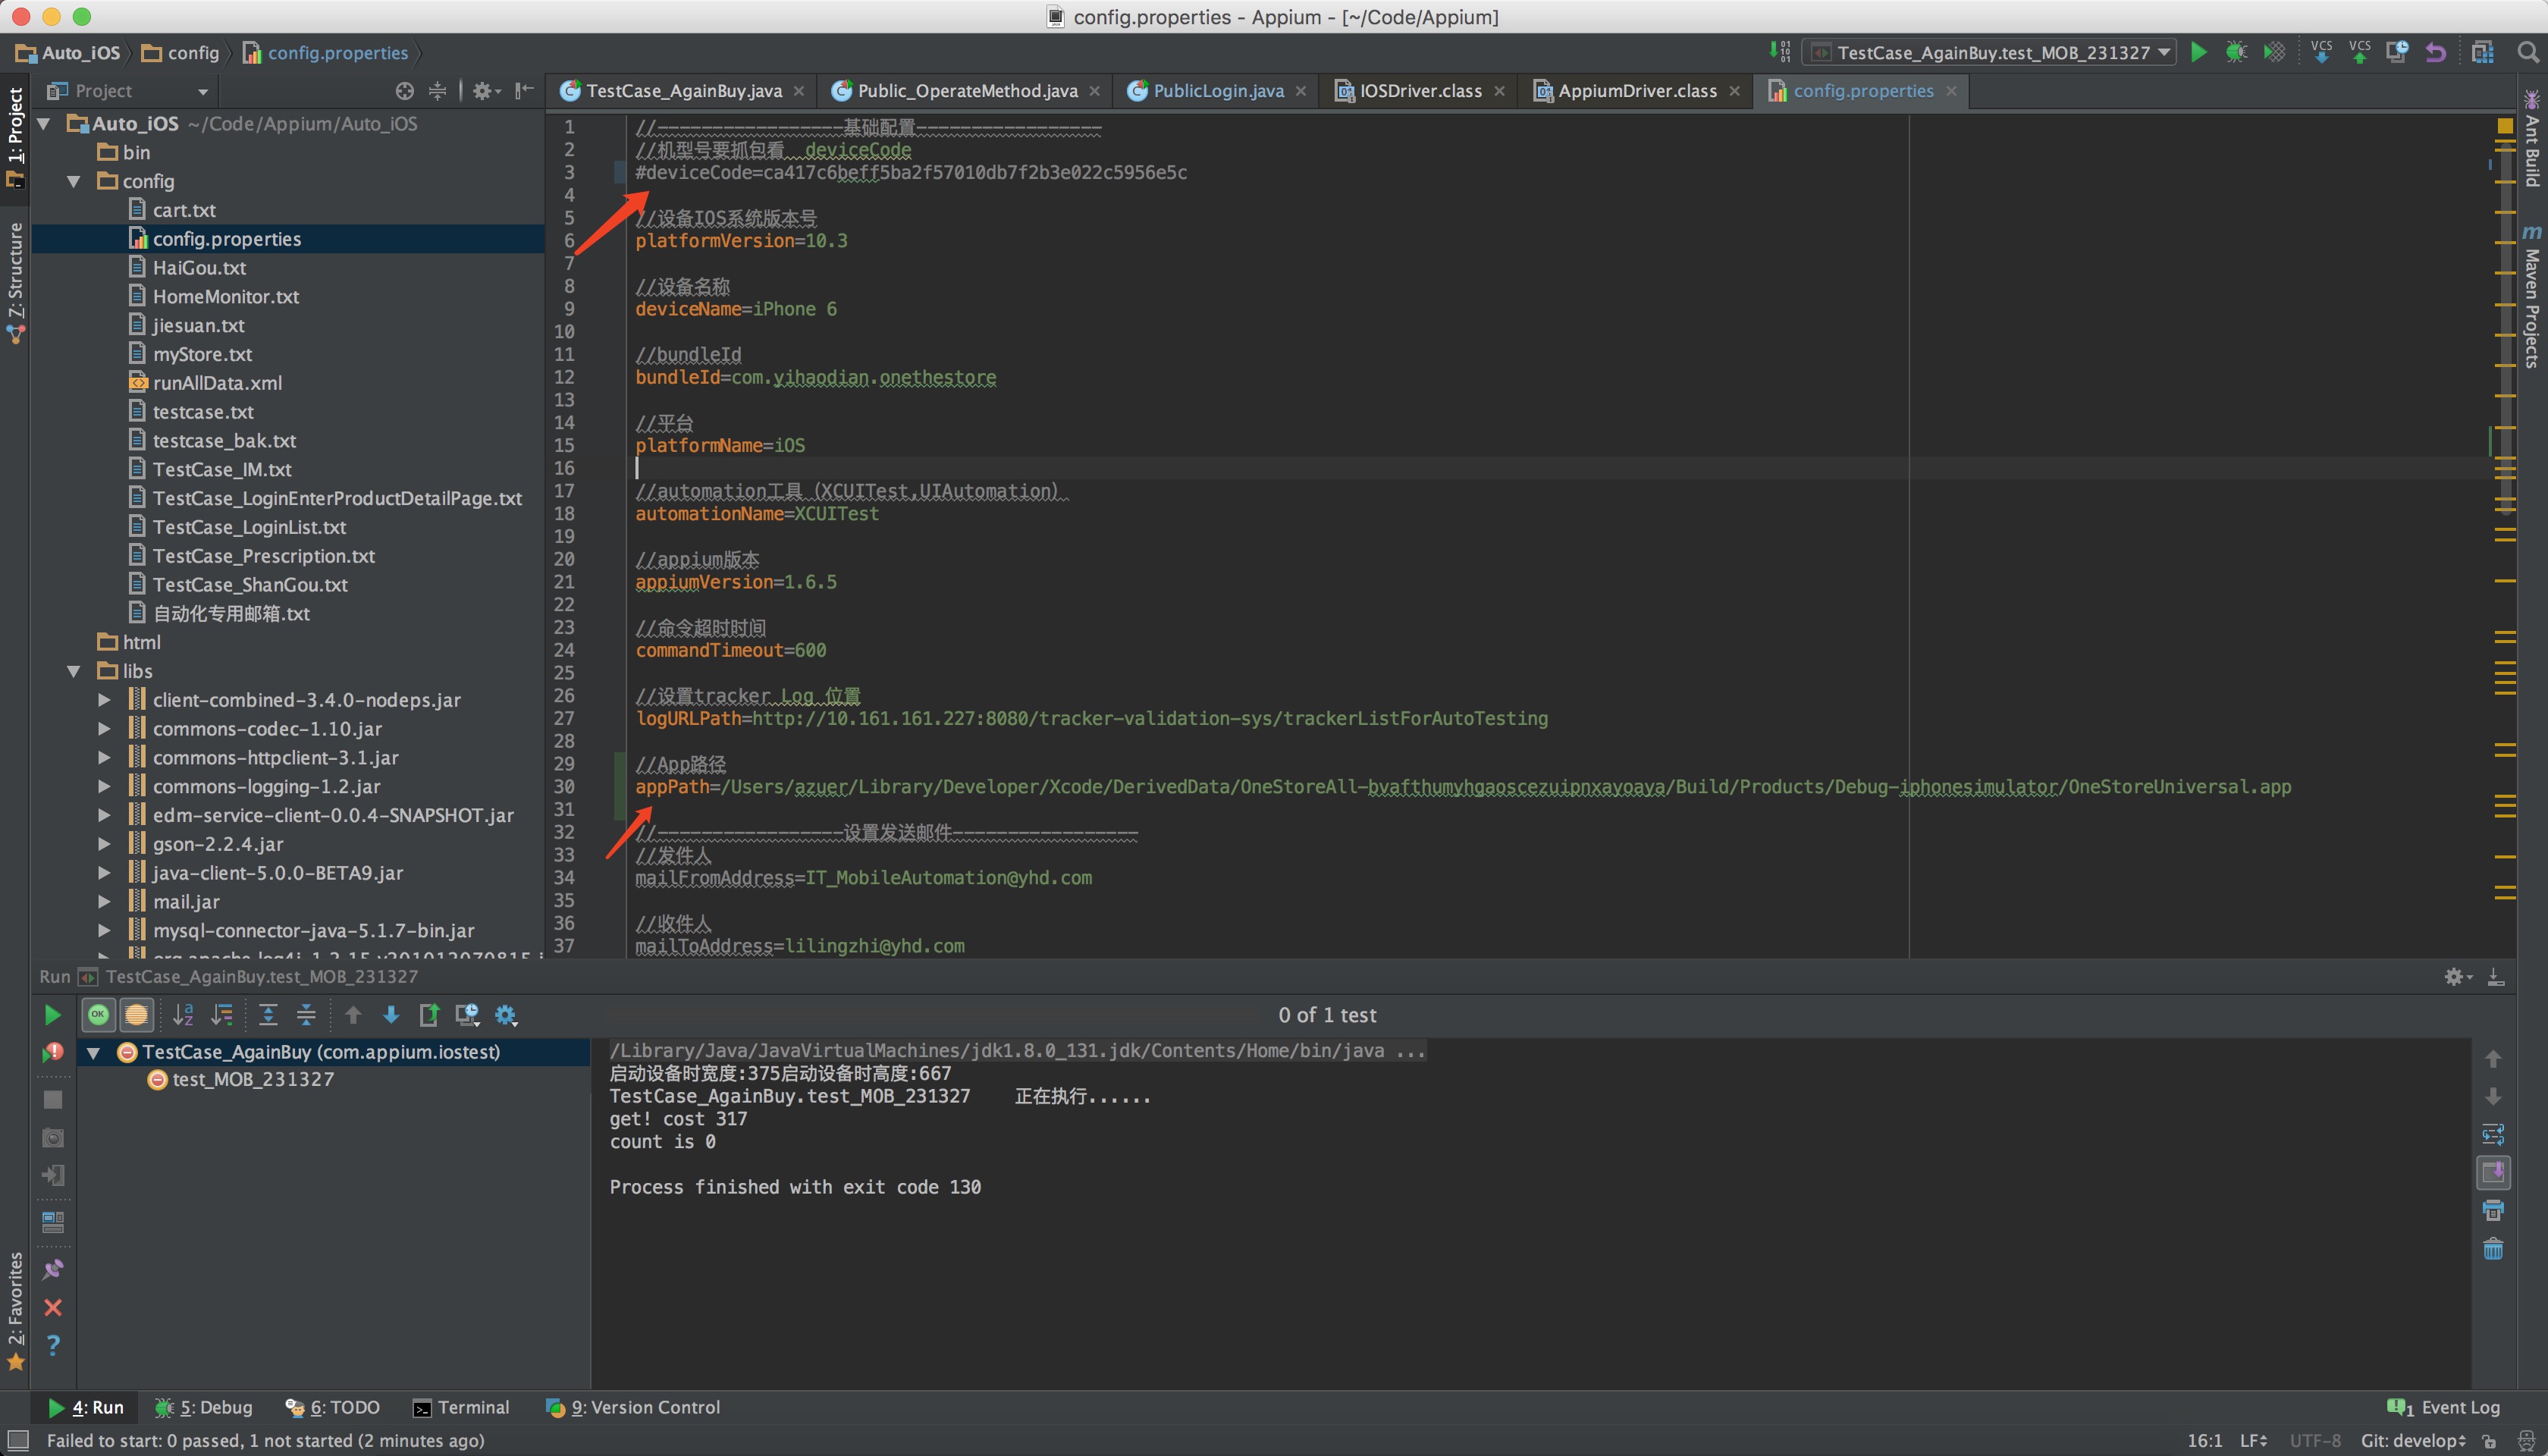 config.properties - Appium - [~/Code/Appium]
Auto_iOS config config.properties
TestCase_AgainBuy.test_MOB_231327
VCS VCS
Project
TestCase_AgainBuy.java Public_OperateMethod.java PublicLogin.java IOSDriver.class AppiumDriver.class config.properties
1: Project
Z: Structure
2: Favorites
Ant Build
Maven Projects
Auto_iOS ~/Code/Appium/Auto_iOS
bin
config
cart.txt
config.properties
HaiGou.txt
HomeMonitor.txt
jiesuan.txt
myStore.txt
runAllData.xml
testcase.txt
testcase_bak.txt
TestCase_IM.txt
TestCase_LoginEnterProductDetailPage.txt
TestCase_LoginList.txt
TestCase_Prescription.txt
TestCase_ShanGou.txt
自动化专用邮箱.txt
html
libs
client-combined-3.4.0-nodeps.jar
commons-codec-1.10.jar
commons-httpclient-3.1.jar
commons-logging-1.2.jar
edm-service-client-0.0.4-SNAPSHOT.jar
gson-2.2.4.jar
java-client-5.0.0-BETA9.jar
mail.jar
mysql-connector-java-5.1.7-bin.jar
1 //-----------------基础配置-----------------
2 //机型号要抓包看 deviceCode
3 #deviceCode=ca417c6beff5ba2f57010db7f2b3e022c5956e5c
4
5 //设备IOS系统版本号
6 platformVersion=10.3
7
8 //设备名称
9 deviceName=iPhone 6
10
11 //bundleId
12 bundleId=com.yihaodian.onethestore
13
14 //平台
15 platformName=iOS
16
17 //automation工具（XCUITest,UIAutomation）
18 automationName=XCUITest
19
20 //appium版本
21 appiumVersion=1.6.5
22
23 //命令超时时间
24 commandTimeout=600
25
26 //设置tracker Log 位置
27 logURLPath=http://10.161.161.227:8080/tracker-validation-sys/trackerListForAutoTesting
28
29 //App路径
30 appPath=/Users/azuer/Library/Developer/Xcode/DerivedData/OneStoreAll-byafthumyhgaoscezuipnxayoaya/Build/Products/Debug-iphonesimulator/OneStoreUniversal.app
31
32 //-----------------设置发送邮件-----------------
33 //发件人
34 mailFromAddress=IT_MobileAutomation@yhd.com
35
36 //收件人
37 mailToAddress=lilingzhi@yhd.com
Run TestCase_AgainBuy.test_MOB_231327
OK
0 of 1 test
TestCase_AgainBuy (com.appium.iostest)
test_MOB_231327
/Library/Java/JavaVirtualMachines/jdk1.8.0_131.jdk/Contents/Home/bin/java ...
启动设备时宽度:375启动设备时高度:667
TestCase_AgainBuy.test_MOB_231327 正在执行......
get! cost 317
count is 0
Process finished with exit code 130
4: Run 5: Debug 6: TODO Terminal 9: Version Control
1 Event Log
Failed to start: 0 passed, 1 not started (2 minutes ago)
16:1 LF UTF-8 Git: develop